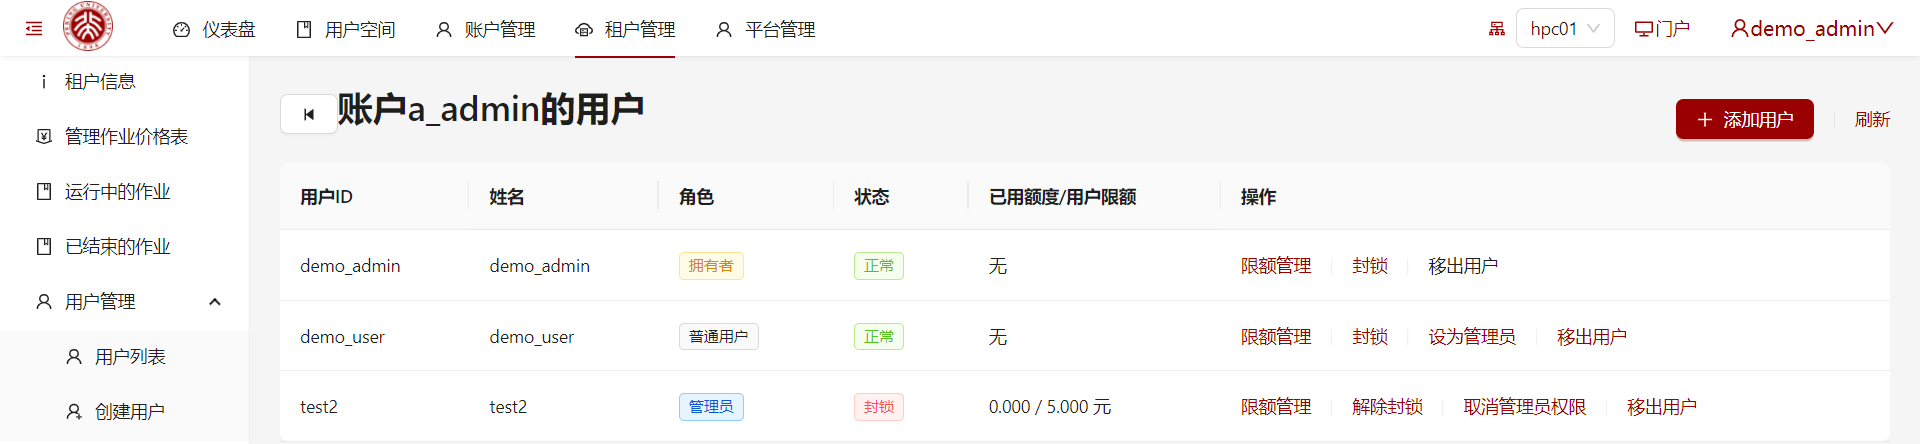 仪表盘 用户空间 账户管理 租户管理 平台管理 hpc01 门户 demo_admin
租户信息
管理作业价格表
运行中的作业
已结束的作业
用户管理
用户列表
创建用户
账户a_admin的用户
添加用户 刷新
用户ID 姓名 角色 状态 已用额度/用户限额 操作
demo_admin demo_admin 拥有者 正常 无 限额管理 封锁 移出用户
demo_user demo_user 普通用户 正常 无 限额管理 封锁 设为管理员 移出用户
test2 test2 管理员 封锁 0.000 / 5.000 元 限额管理 解除封锁 取消管理员权限 移出用户